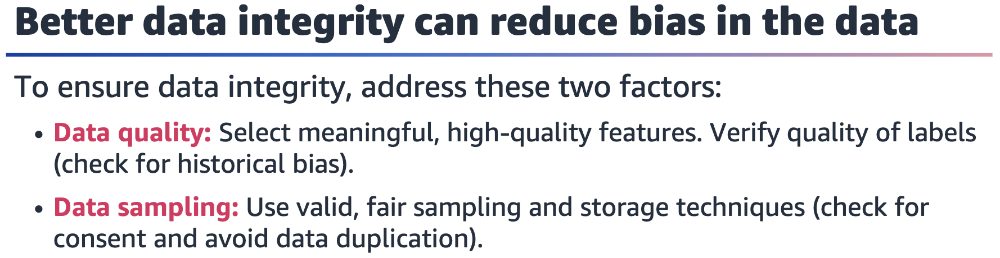 Better data integrity can reduce bias in the data
To ensure data integrity, address these two factors:
• Data quality: Select meaningful, high-quality features. Verify quality of labels
(check for historical bias).
• Data sampling: Use valid, fair sampling and storage techniques (check for
consent and avoid data duplication).